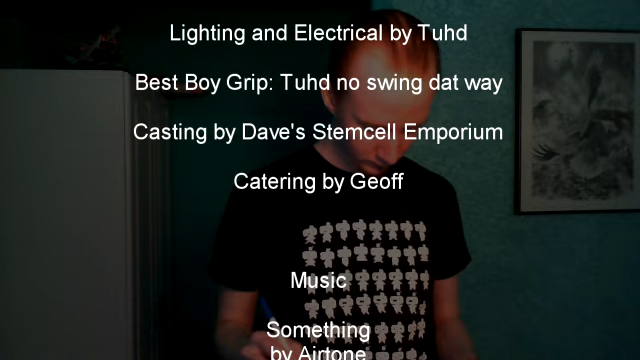 Lighting and Electrical by Tuhd
Best Boy Grip: Tuhd no swing dat way
Casting by Dave's Stemcell Emporium
Catering by Geoff
Music
Something
by Airtone